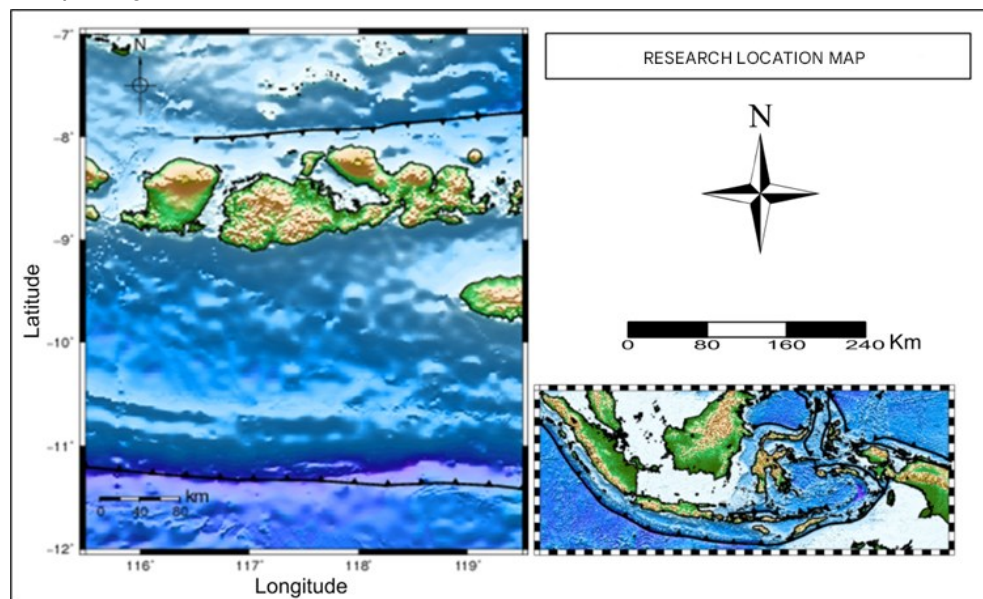 RESEARCH LOCATION MAP
N
N
-7°
-8°
-9°
-10°
-11°
-12°
Latitude
116°
117°
118°
119°
Longitude
km
0 40 80
0 80 160 240 Km